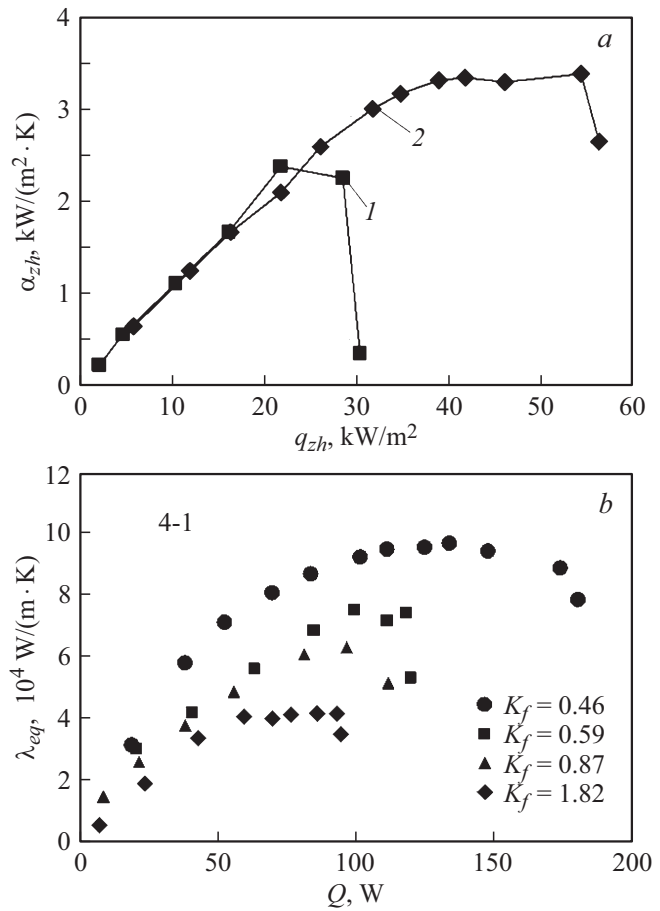 4
3
2
1
0
α_zh, kW/(m² · K)
a
2
1
0 10 20 30 40 50 60
q_zh, kW/m²
12
10
8
6
4
2
0
λ_eq, 10⁴ W/(m · K)
4-1
b
K_f = 0.46
K_f = 0.59
K_f = 0.87
K_f = 1.82
0 50 100 150 200
Q, W